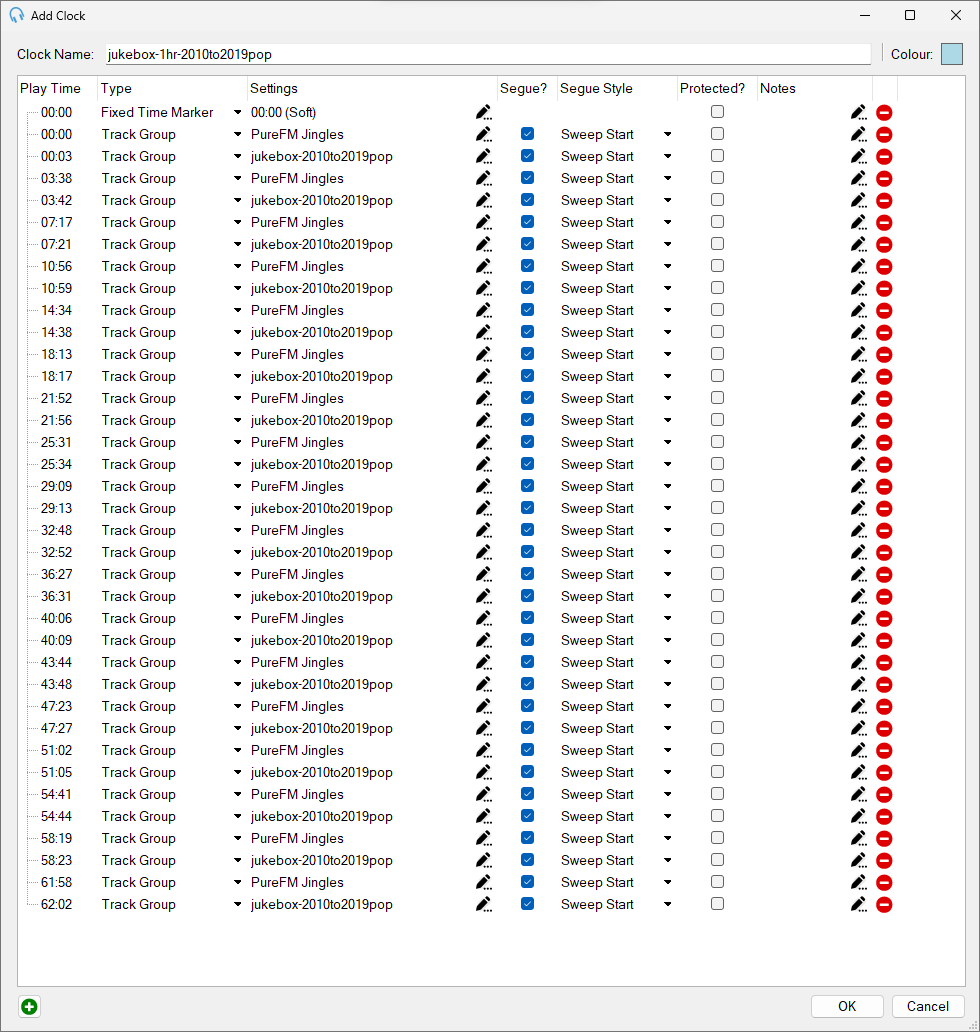 Add Clock
Clock Name: jukebox-1hr-2010to2019pop Colour:
Play Time Type Settings Segue? Segue Style Protected? Notes
00:00 Fixed Time Marker 00:00 (Soft)
00:00 Track Group PureFM Jingles Sweep Start
00:03 Track Group jukebox-2010to2019pop Sweep Start
03:38 Track Group PureFM Jingles Sweep Start
03:42 Track Group jukebox-2010to2019pop Sweep Start
07:17 Track Group PureFM Jingles Sweep Start
07:21 Track Group jukebox-2010to2019pop Sweep Start
10:56 Track Group PureFM Jingles Sweep Start
10:59 Track Group jukebox-2010to2019pop Sweep Start
14:34 Track Group PureFM Jingles Sweep Start
14:38 Track Group jukebox-2010to2019pop Sweep Start
18:13 Track Group PureFM Jingles Sweep Start
18:17 Track Group jukebox-2010to2019pop Sweep Start
21:52 Track Group PureFM Jingles Sweep Start
21:56 Track Group jukebox-2010to2019pop Sweep Start
25:31 Track Group PureFM Jingles Sweep Start
25:34 Track Group jukebox-2010to2019pop Sweep Start
29:09 Track Group PureFM Jingles Sweep Start
29:13 Track Group jukebox-2010to2019pop Sweep Start
32:48 Track Group PureFM Jingles Sweep Start
32:52 Track Group jukebox-2010to2019pop Sweep Start
36:27 Track Group PureFM Jingles Sweep Start
36:31 Track Group jukebox-2010to2019pop Sweep Start
40:06 Track Group PureFM Jingles Sweep Start
40:09 Track Group jukebox-2010to2019pop Sweep Start
43:44 Track Group PureFM Jingles Sweep Start
43:48 Track Group jukebox-2010to2019pop Sweep Start
47:23 Track Group PureFM Jingles Sweep Start
47:27 Track Group jukebox-2010to2019pop Sweep Start
51:02 Track Group PureFM Jingles Sweep Start
51:05 Track Group jukebox-2010to2019pop Sweep Start
54:41 Track Group PureFM Jingles Sweep Start
54:44 Track Group jukebox-2010to2019pop Sweep Start
58:19 Track Group PureFM Jingles Sweep Start
58:23 Track Group jukebox-2010to2019pop Sweep Start
61:58 Track Group PureFM Jingles Sweep Start
62:02 Track Group jukebox-2010to2019pop Sweep Start
OK Cancel